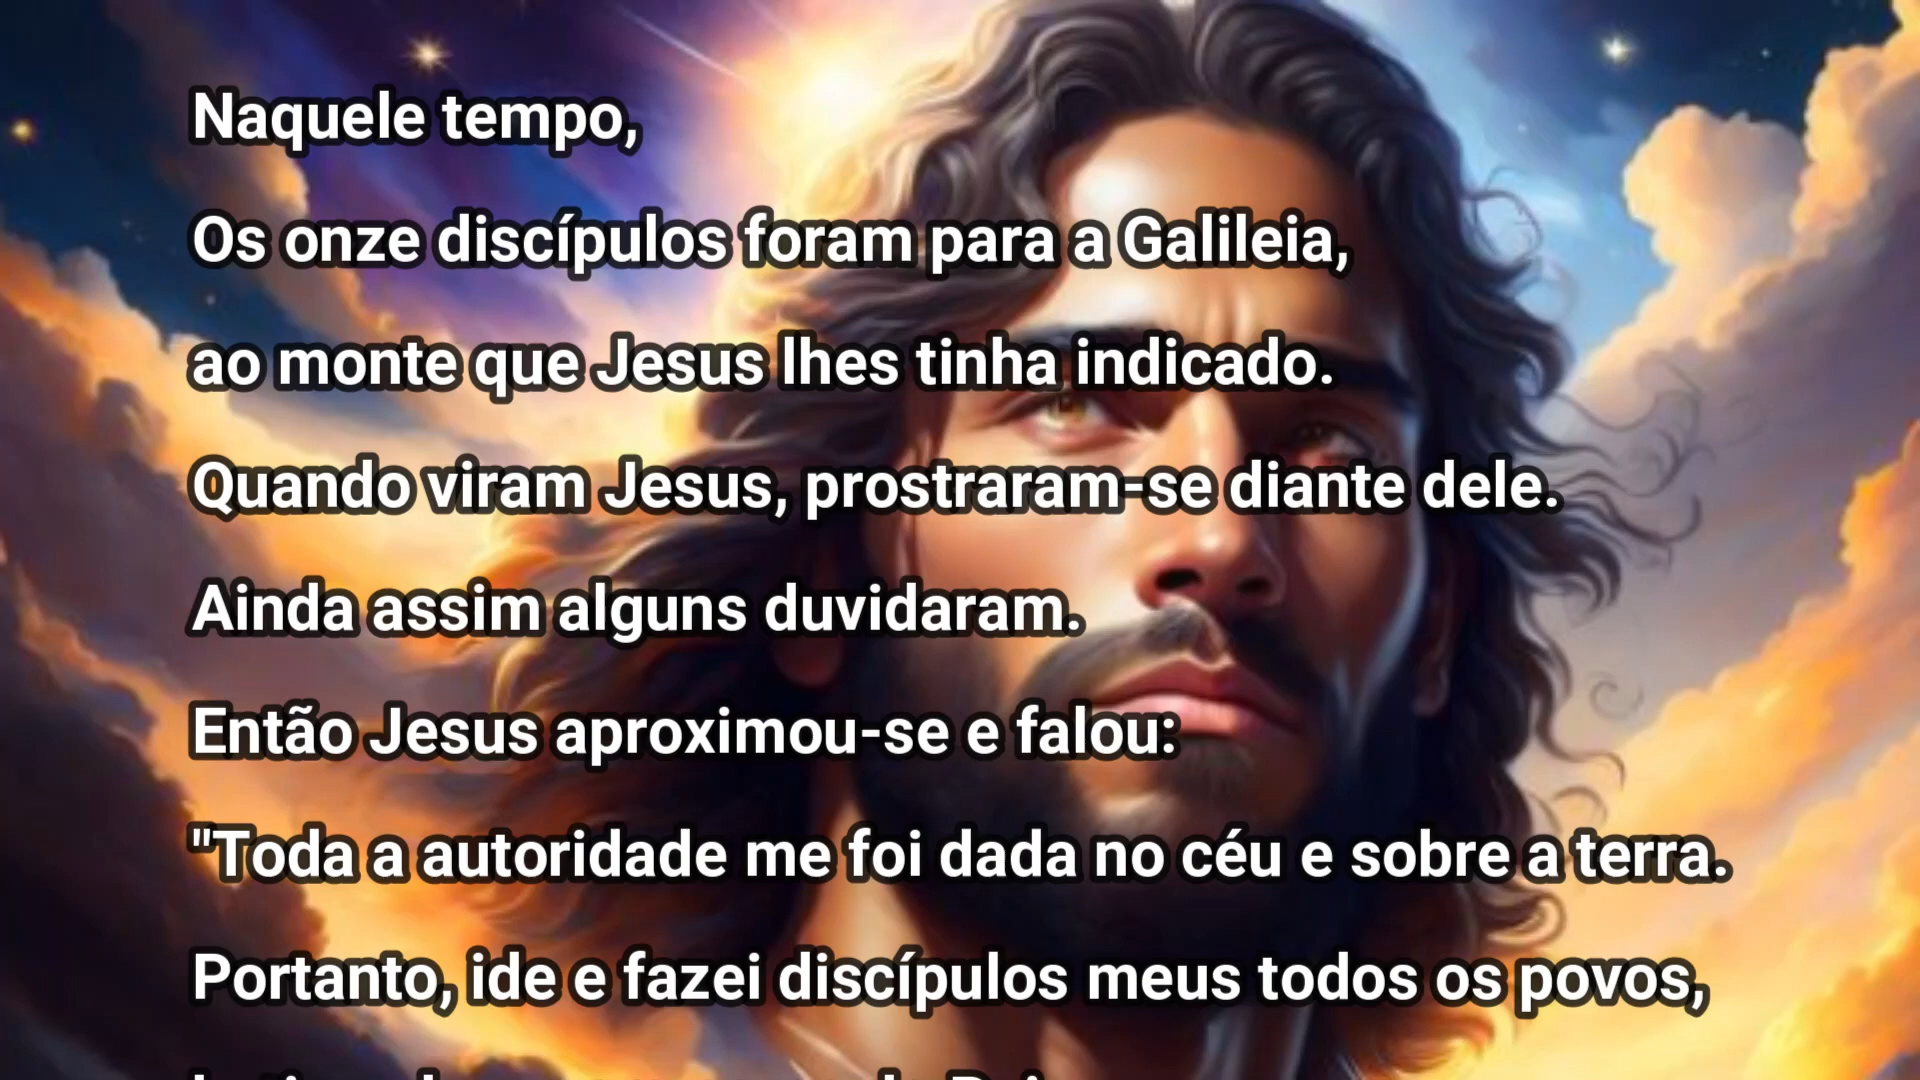 Naquele tempo,
Os onze discípulos foram para a Galileia,
ao monte que Jesus lhes tinha indicado.
Quando viram Jesus, prostraram-se diante dele.
Ainda assim alguns duvidaram.
Então Jesus aproximou-se e falou:
"Toda a autoridade me foi dada no céu e sobre a terra.
Portanto, ide e fazei discípulos meus todos os povos,